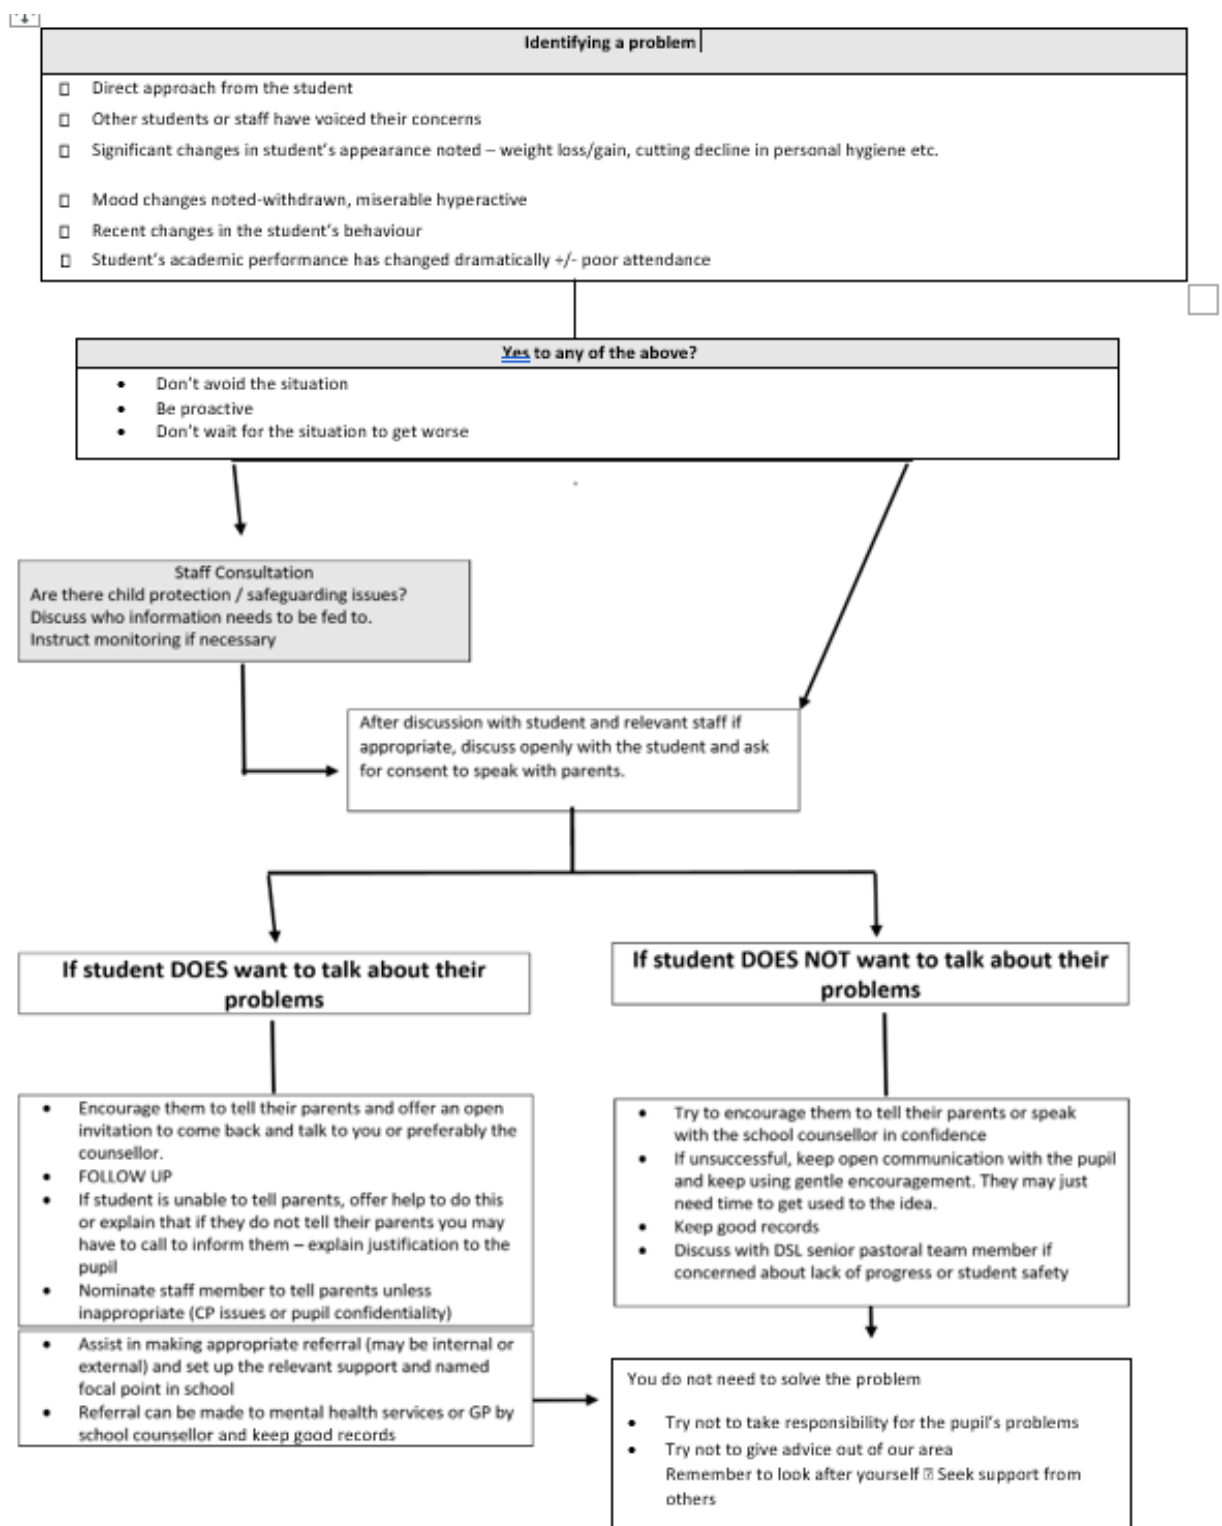 Identifying a problem
Direct approach from the student
Other students or staff have voiced their concerns
Significant changes in student's appearance noted – weight loss/gain, cutting decline in personal hygiene etc.
Mood changes noted-withdrawn, miserable hyperactive
Recent changes in the student's behaviour
Student's academic performance has changed dramatically +/- poor attendance
Yes to any of the above?
• Don't avoid the situation
• Be proactive
• Don't wait for the situation to get worse
Staff Consultation
Are there child protection / safeguarding issues?
Discuss who information needs to be fed to.
Instruct monitoring if necessary
After discussion with student and relevant staff if
appropriate, discuss openly with the student and ask
for consent to speak with parents.
If student DOES want to talk about their
problems
• Encourage them to tell their parents and offer an open
invitation to come back and talk to you or preferably the
counsellor.
• FOLLOW UP
• If student is unable to tell parents, offer help to do this
or explain that if they do not tell their parents you may
have to call to inform them – explain justification to the
pupil
• Nominate staff member to tell parents unless
inappropriate (CP issues or pupil confidentiality)
• Assist in making appropriate referral (may be internal or
external) and set up the relevant support and named
focal point in school
• Referral can be made to mental health services or GP by
school counsellor and keep good records
If student DOES NOT want to talk about their
problems
• Try to encourage them to tell their parents or speak
with the school counsellor in confidence
• If unsuccessful, keep open communication with the pupil
and keep using gentle encouragement. They may just
need time to get used to the idea.
• Keep good records
• Discuss with DSL senior pastoral team member if
concerned about lack of progress or student safety
You do not need to solve the problem
• Try not to take responsibility for the pupil's problems
• Try not to give advice out of our area
Remember to look after yourself Seek support from
others